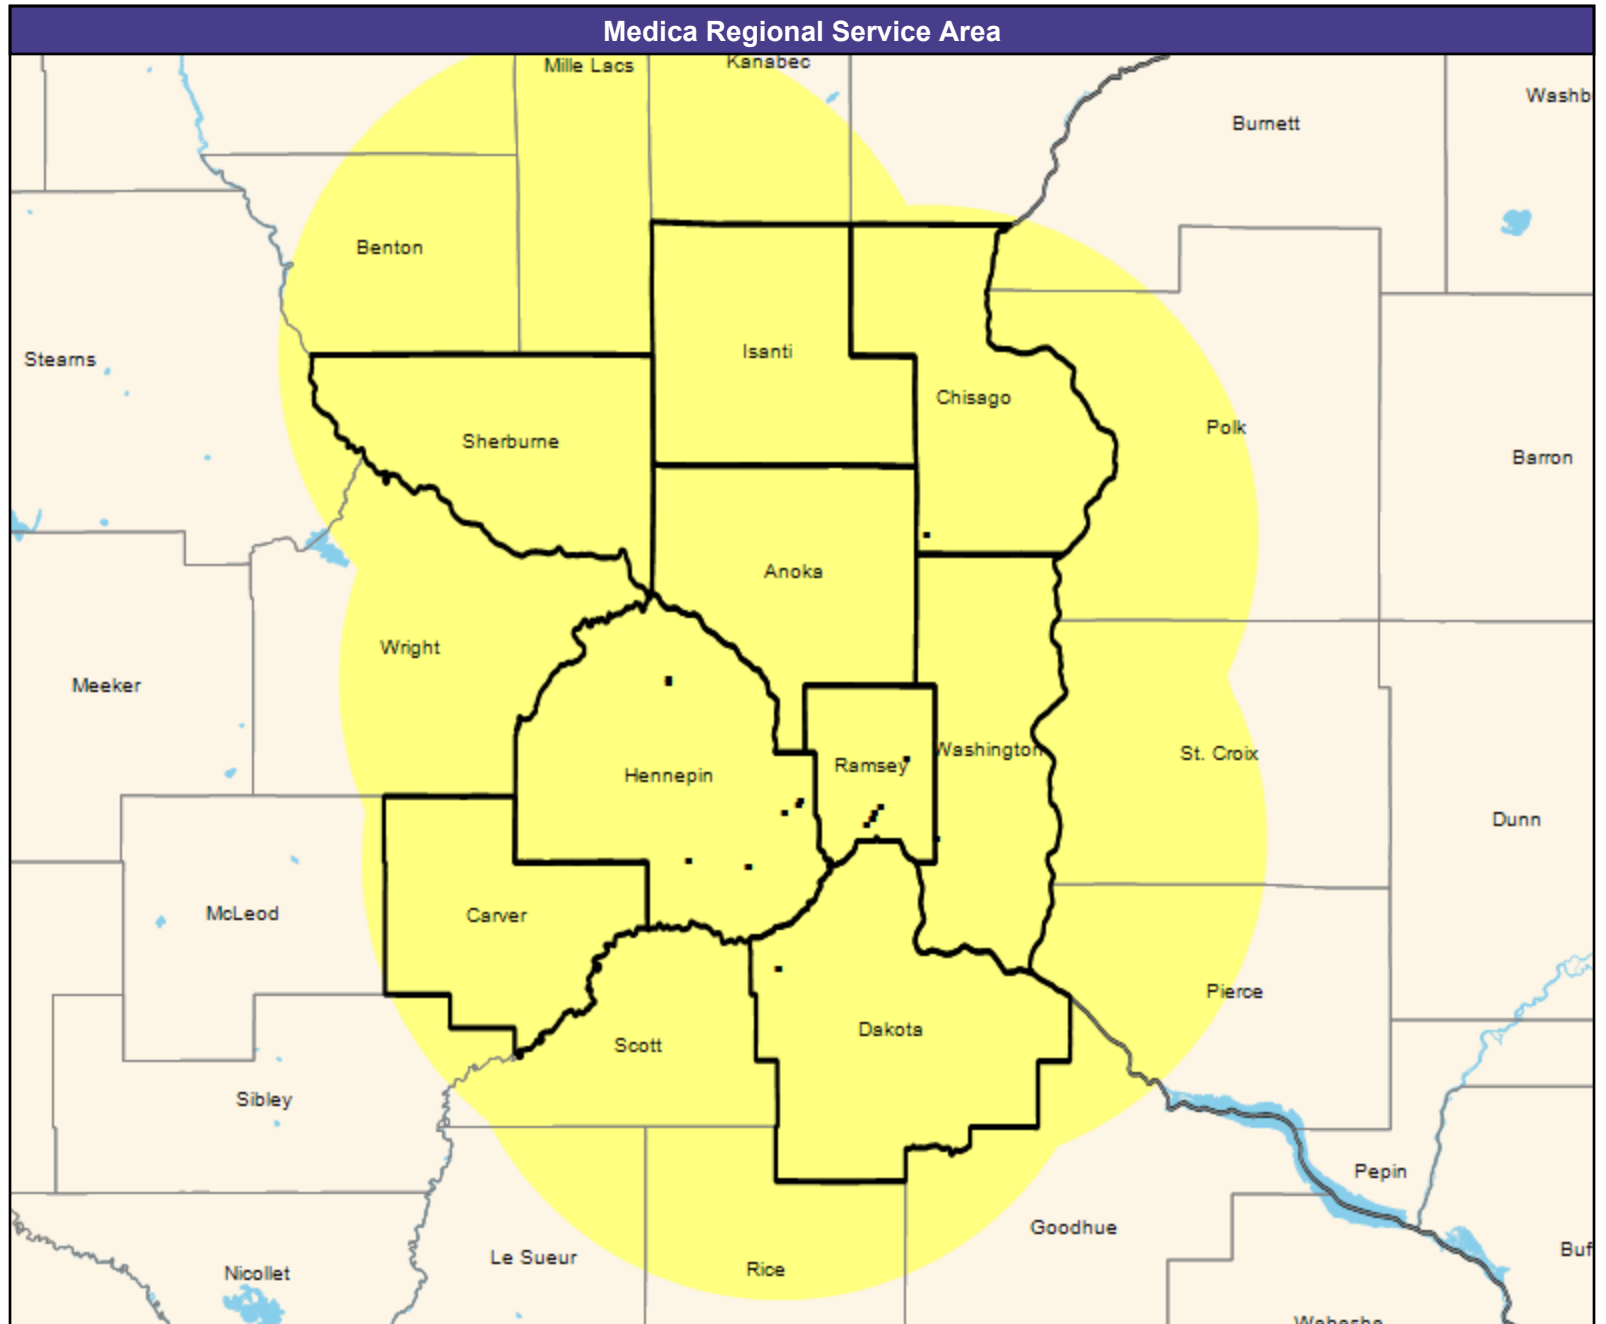 Medica Regional Service Area
Mille Lacs
Kanabec
Washb
Burnett
Benton
Isanti
Stearns
Chisago
Sherburne
Polk
Barron
Anoka
Wright
Meeker
Washington
St. Croix
Ramsey
Hennepin
Dunn
McLeod
Carver
Pierce
Dakota
Scott
Sibley
Pepin
Goodhue
Buf
Le Sueur
Rice
Nicollet